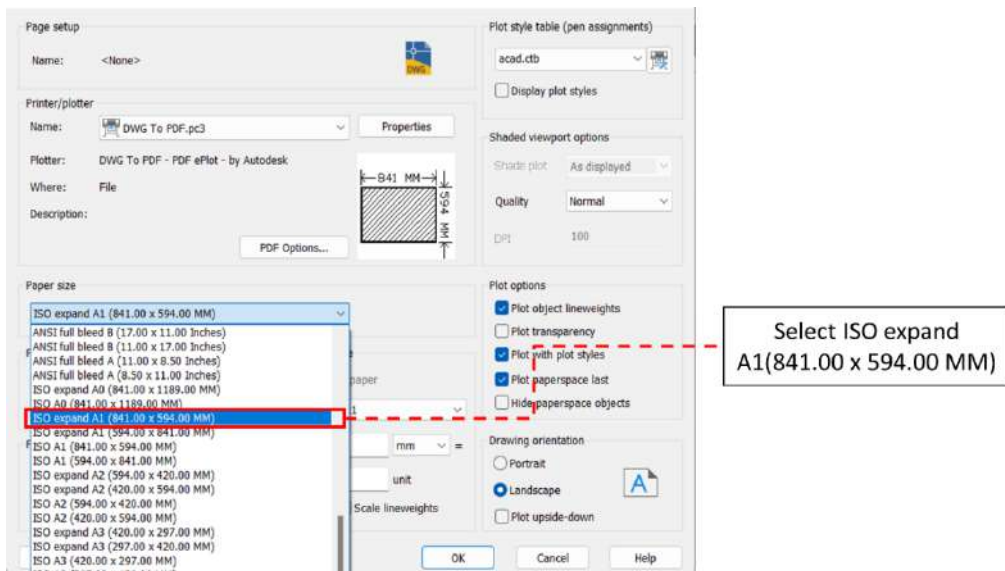 Page setup
Name: <None>
DWG
Printer/plotter
Name: DWG To PDF.pc3
Properties
Plotter: DWG To PDF - PDF ePlot - by Autodesk
Where: File
Description:
841 MM
594 MM
PDF Options...
Paper size
ISO expand A1 (841.00 x 594.00 MM)
ANSI full bleed B (17.00 x 11.00 Inches)
ANSI full bleed B (11.00 x 17.00 Inches)
ANSI full bleed A (11.00 x 8.50 Inches)
ANSI full bleed A (8.50 x 11.00 Inches)
ISO expand A0 (841.00 x 1189.00 MM)
ISO A0 (841.00 x 1189.00 MM)
ISO expand A1 (841.00 x 594.00 MM)
ISO expand A1 (594.00 x 841.00 MM)
ISO A1 (841.00 x 594.00 MM)
ISO A1 (594.00 x 841.00 MM)
ISO expand A2 (594.00 x 420.00 MM)
ISO expand A2 (420.00 x 594.00 MM)
ISO A2 (594.00 x 420.00 MM)
ISO A2 (420.00 x 594.00 MM)
ISO expand A3 (420.00 x 297.00 MM)
ISO expand A3 (297.00 x 420.00 MM)
ISO A3 (420.00 x 297.00 MM)
paper
1
mm =
unit
Scale lineweights
Plot style table (pen assignments)
acad.ctb
Display plot styles
Shaded viewport options
Shade plot As displayed
Quality Normal
DPI 100
Plot options
Plot object lineweights
Plot transparency
Plot with plot styles
Plot paperspace last
Hide paperspace objects
Drawing orientation
Portrait
Landscape
A
Plot upside-down
OK Cancel Help
Select ISO expand
A1(841.00 x 594.00 MM)